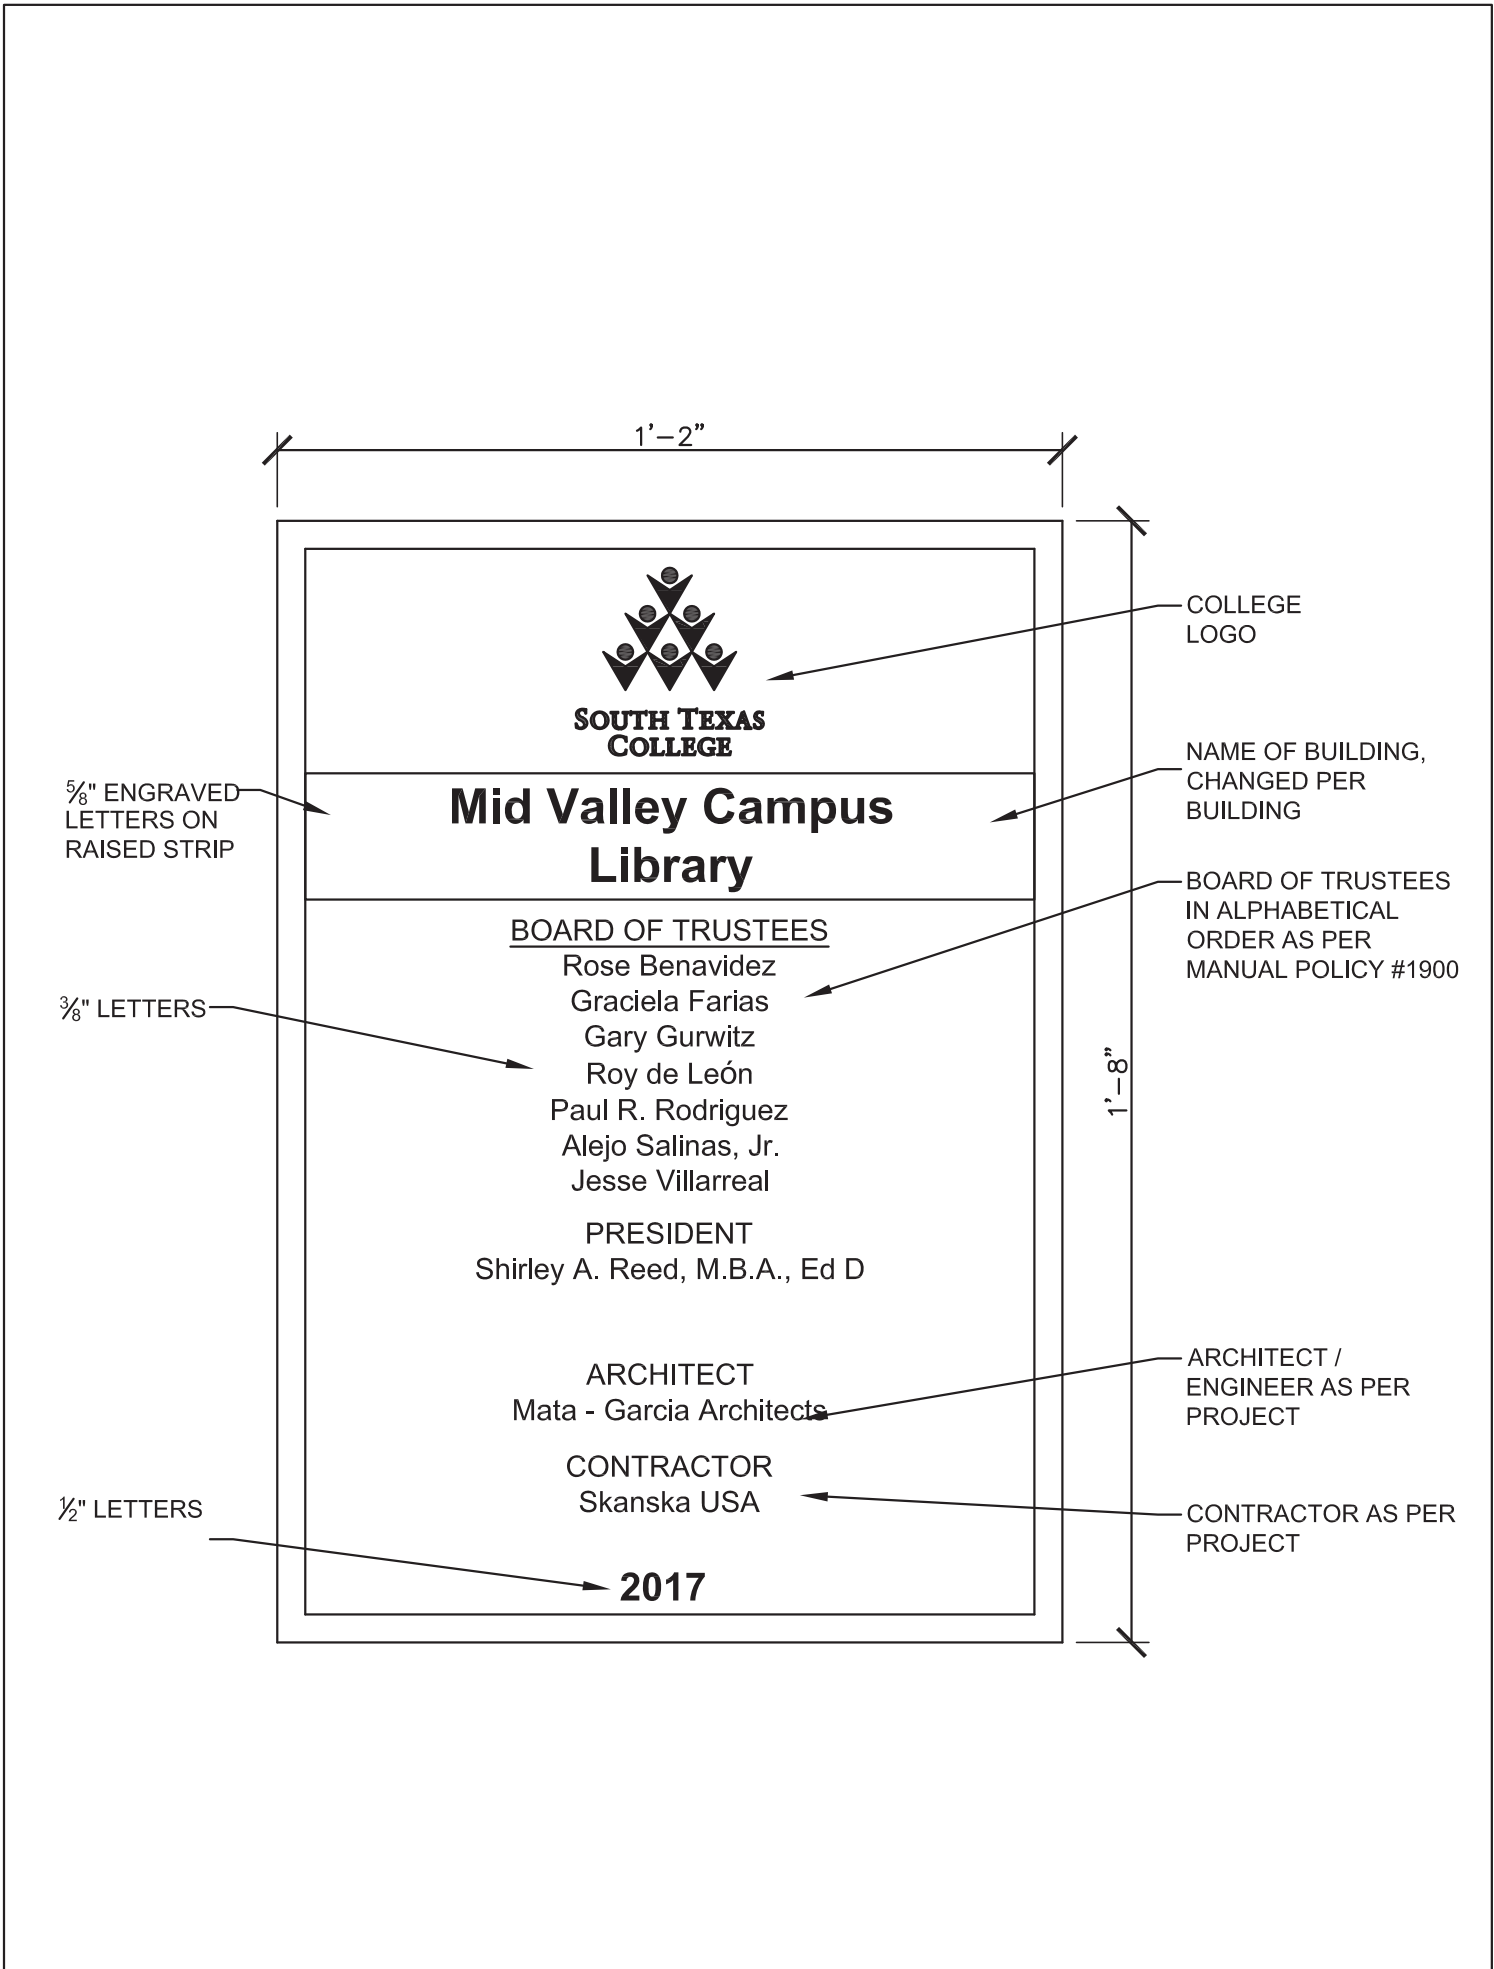 1'-2"
COLLEGE
LOGO
SOUTH TEXAS
COLLEGE
NAME OF BUILDING,
CHANGED PER
BUILDING
⅝" ENGRAVED
LETTERS ON
RAISED STRIP
Mid Valley Campus
Library
BOARD OF TRUSTEES
IN ALPHABETICAL
ORDER AS PER
MANUAL POLICY #1900
BOARD OF TRUSTEES
Rose Benavidez
Graciela Farias
Gary Gurwitz
Roy de León
Paul R. Rodriguez
Alejo Salinas, Jr.
Jesse Villarreal
⅜" LETTERS
1'-8"
PRESIDENT
Shirley A. Reed, M.B.A., Ed D
ARCHITECT
Mata - Garcia Architects
ARCHITECT /
ENGINEER AS PER
PROJECT
CONTRACTOR
Skanska USA
CONTRACTOR AS PER
PROJECT
½" LETTERS
2017